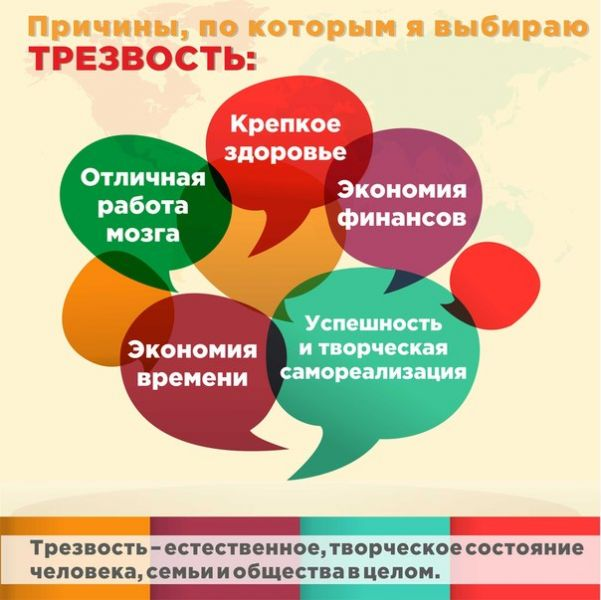 Причины, по которым я выбираю
ТРЕЗВОСТЬ:
Крепкое
здоровье
Отличная
работа
мозга
Экономия
финансов
Экономия
времени
Успешность
и творческая
самореализация
Трезвость – естественное, творческое состояние
человека, семьи и общества в целом.